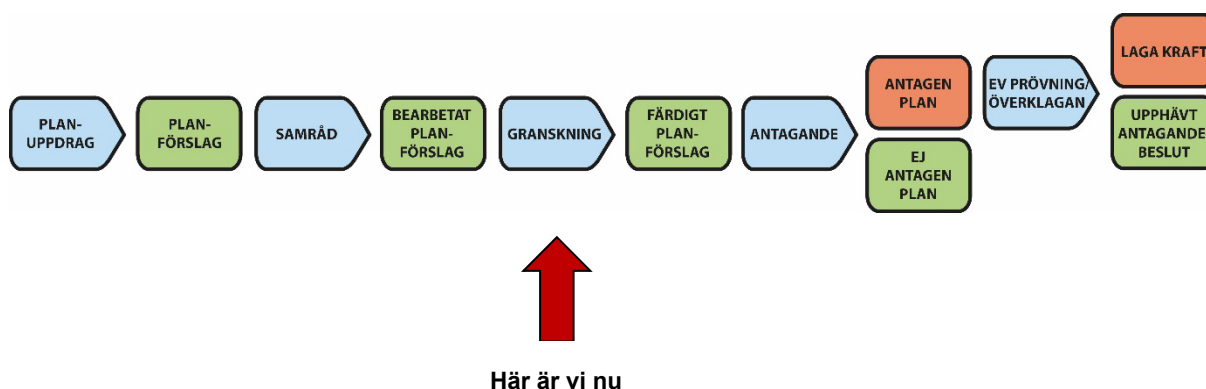 PLAN-
UPPDRAG
PLAN-
FÖRSLAG
SAMRÅD
BEARBETAT
PLAN-
FÖRSLAG
GRANSKNING
FÄRDIGT
PLAN-
FÖRSLAG
ANTAGANDE
ANTAGEN
PLAN
EJ
ANTAGEN
PLAN
EV PRÖVNING/
ÖVERKLAGAN
LAGA KRAFT
UPPHÄVT
ANTAGANDE
BESLUT
Här är vi nu